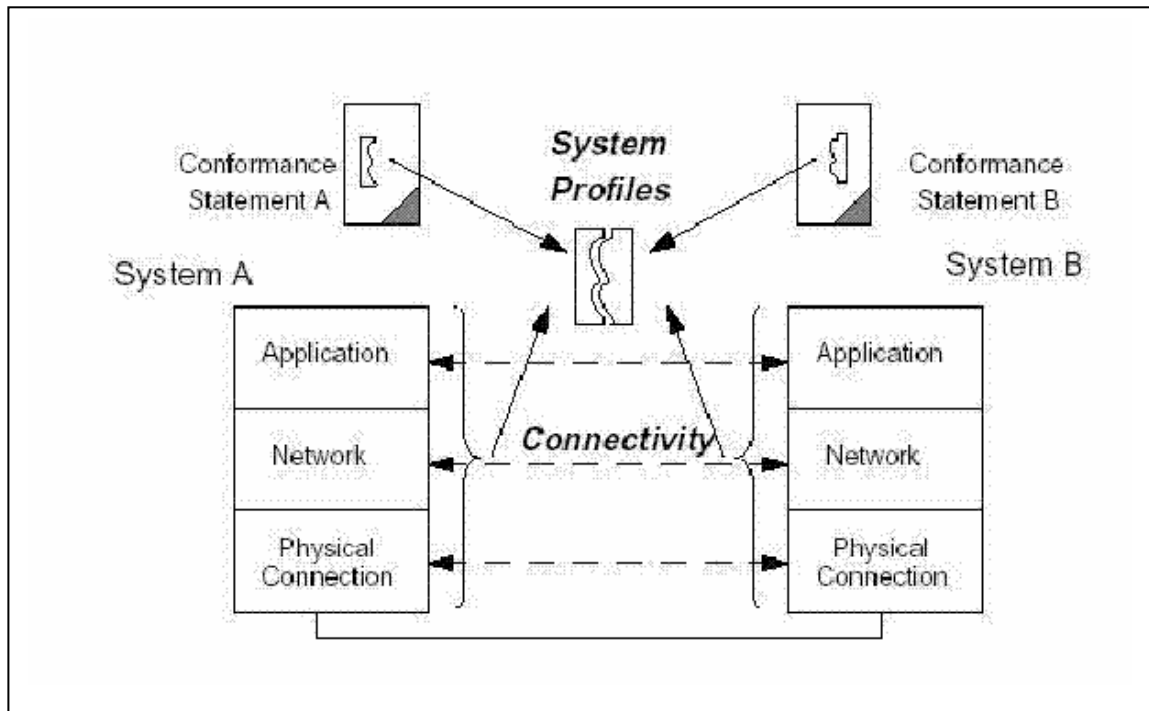 System
Profiles
Conformance
Statement A
Conformance
Statement B
System A
System B
Application
Application
Connectivity
Network
Network
Physical
Connection
Physical
Connection